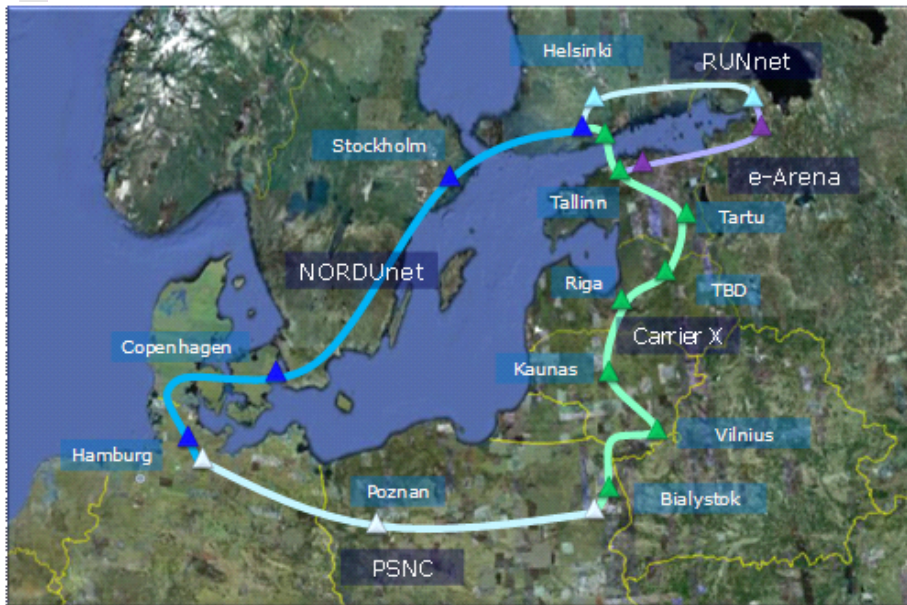 Helsinki
RUNnet
Stockholm
e-Arena
Tallinn
Tartu
NORDUnet
Riga
TBD
Carrier X
Copenhagen
Kaunas
Vilnius
Hamburg
Poznan
Bialystok
PSNC